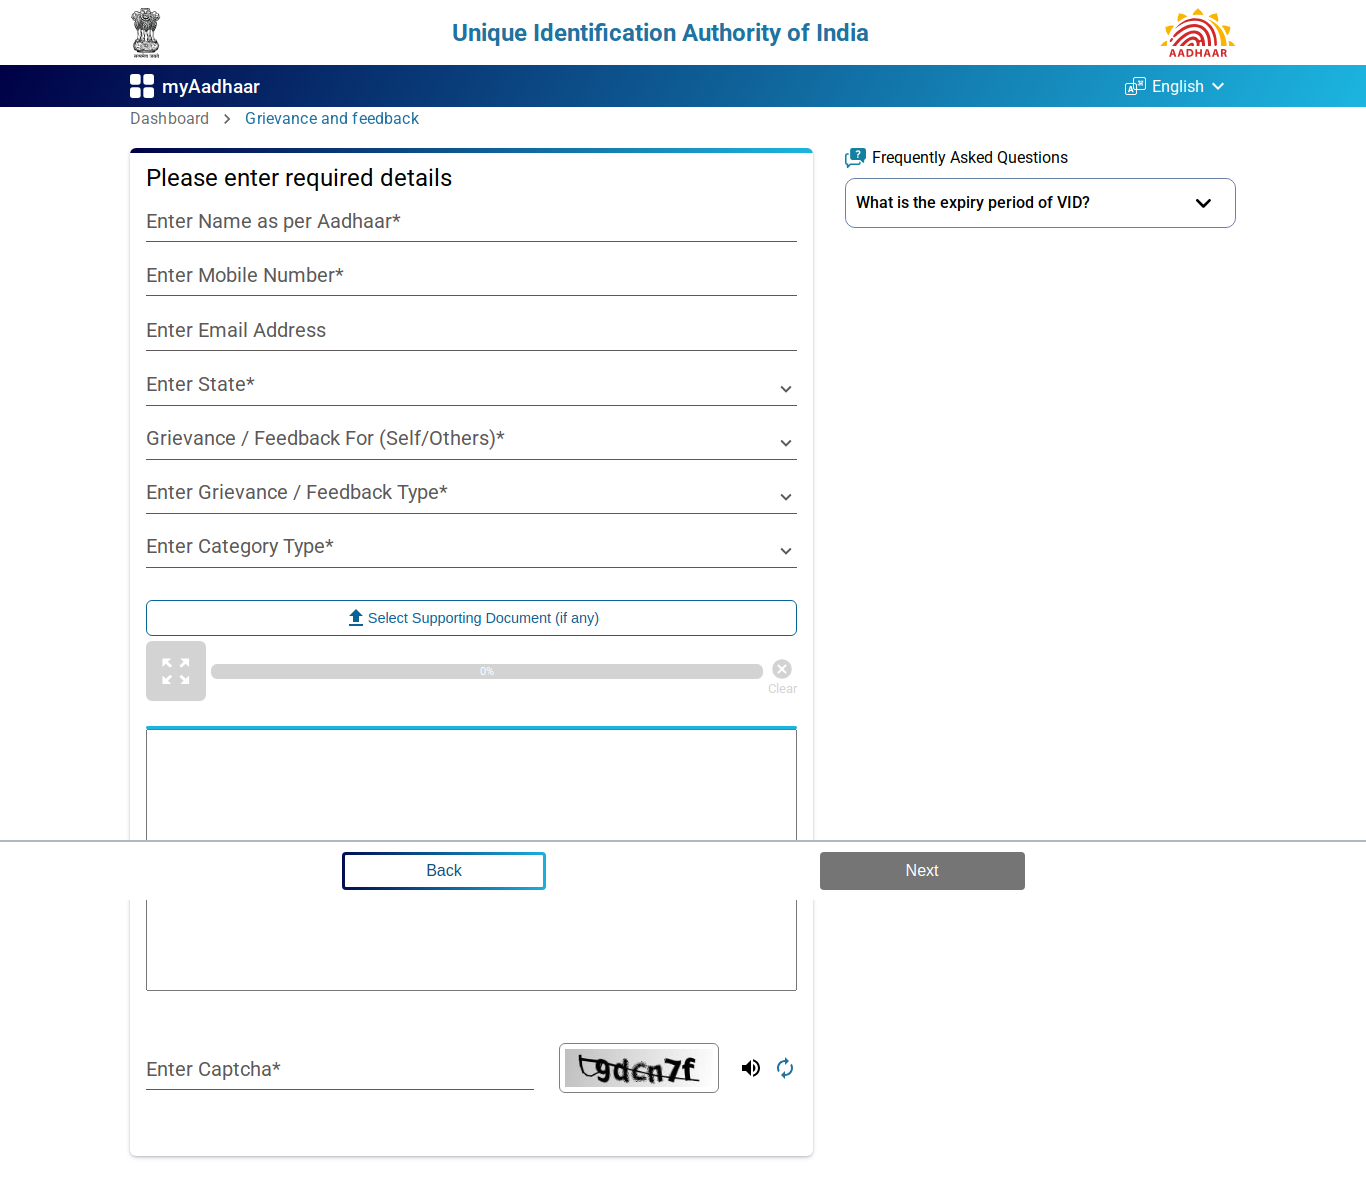 Unique Identification Authority of India
AADHAAR
myAadhaar
English
Dashboard > Grievance and feedback
Please enter required details
Frequently Asked Questions
What is the expiry period of VID?
Enter Name as per Aadhaar*
Enter Mobile Number*
Enter Email Address
Enter State*
Grievance / Feedback For (Self/Others)*
Enter Grievance / Feedback Type*
Enter Category Type*
Select Supporting Document (if any)
0%
Clear
Back
Next
Enter Captcha*
9dcn7f